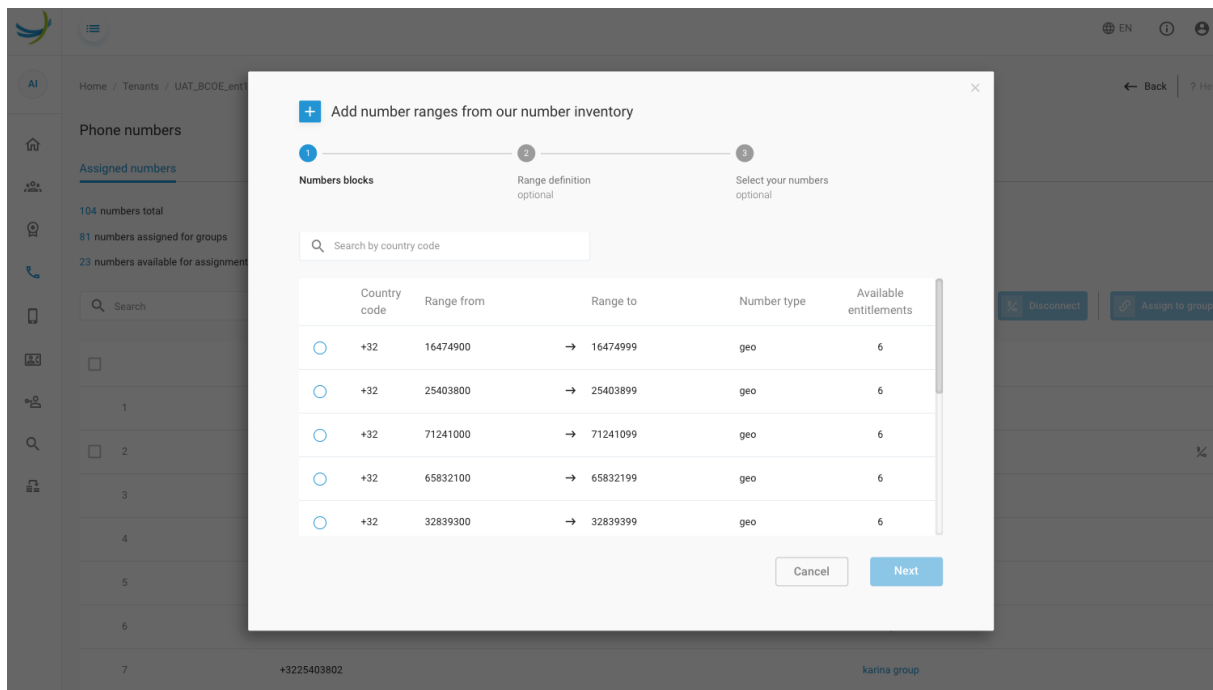 EN
AI
Home / Tenants / UAT_BCOE_ent1
Back
? He
Add number ranges from our number inventory
Phone numbers
1
2
3
Assigned numbers
Numbers blocks
Range definition
optional
Select your numbers
optional
104 numbers total
81 numbers assigned for groups
23 numbers available for assignment
Search by country code
Search
Disconnect
Assign to group
Country code
Range from
Range to
Number type
Available entitlements
+32 16474900 → 16474999 geo 6
+32 25403800 → 25403899 geo 6
+32 71241000 → 71241099 geo 6
+32 65832100 → 65832199 geo 6
+32 32839300 → 32839399 geo 6
Cancel
Next
1
2
3
4
5
6
7 +3225403802 karina group